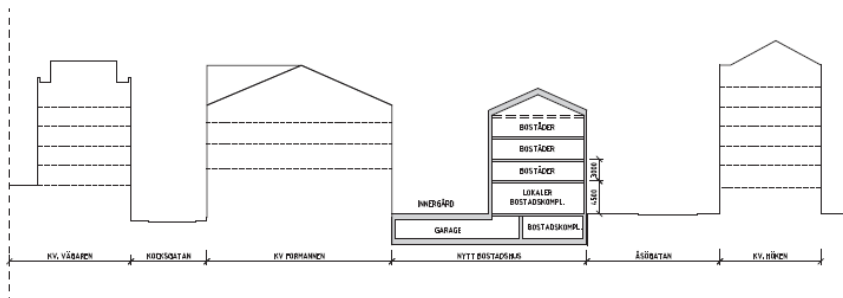 BOSTÄDER
BOSTÄDER
BOSTÄDER
3000
LOKALER
BOSTADSKOMPL.
4500
INNERGÅRD
GARAGE
BOSTADSKOMPL.
KV. VÄBAREN
KOCKSGATAN
KV FORMANNEN
NYTT BOSTADSHUS
ÅSÖGATAN
KV. HÖKEN